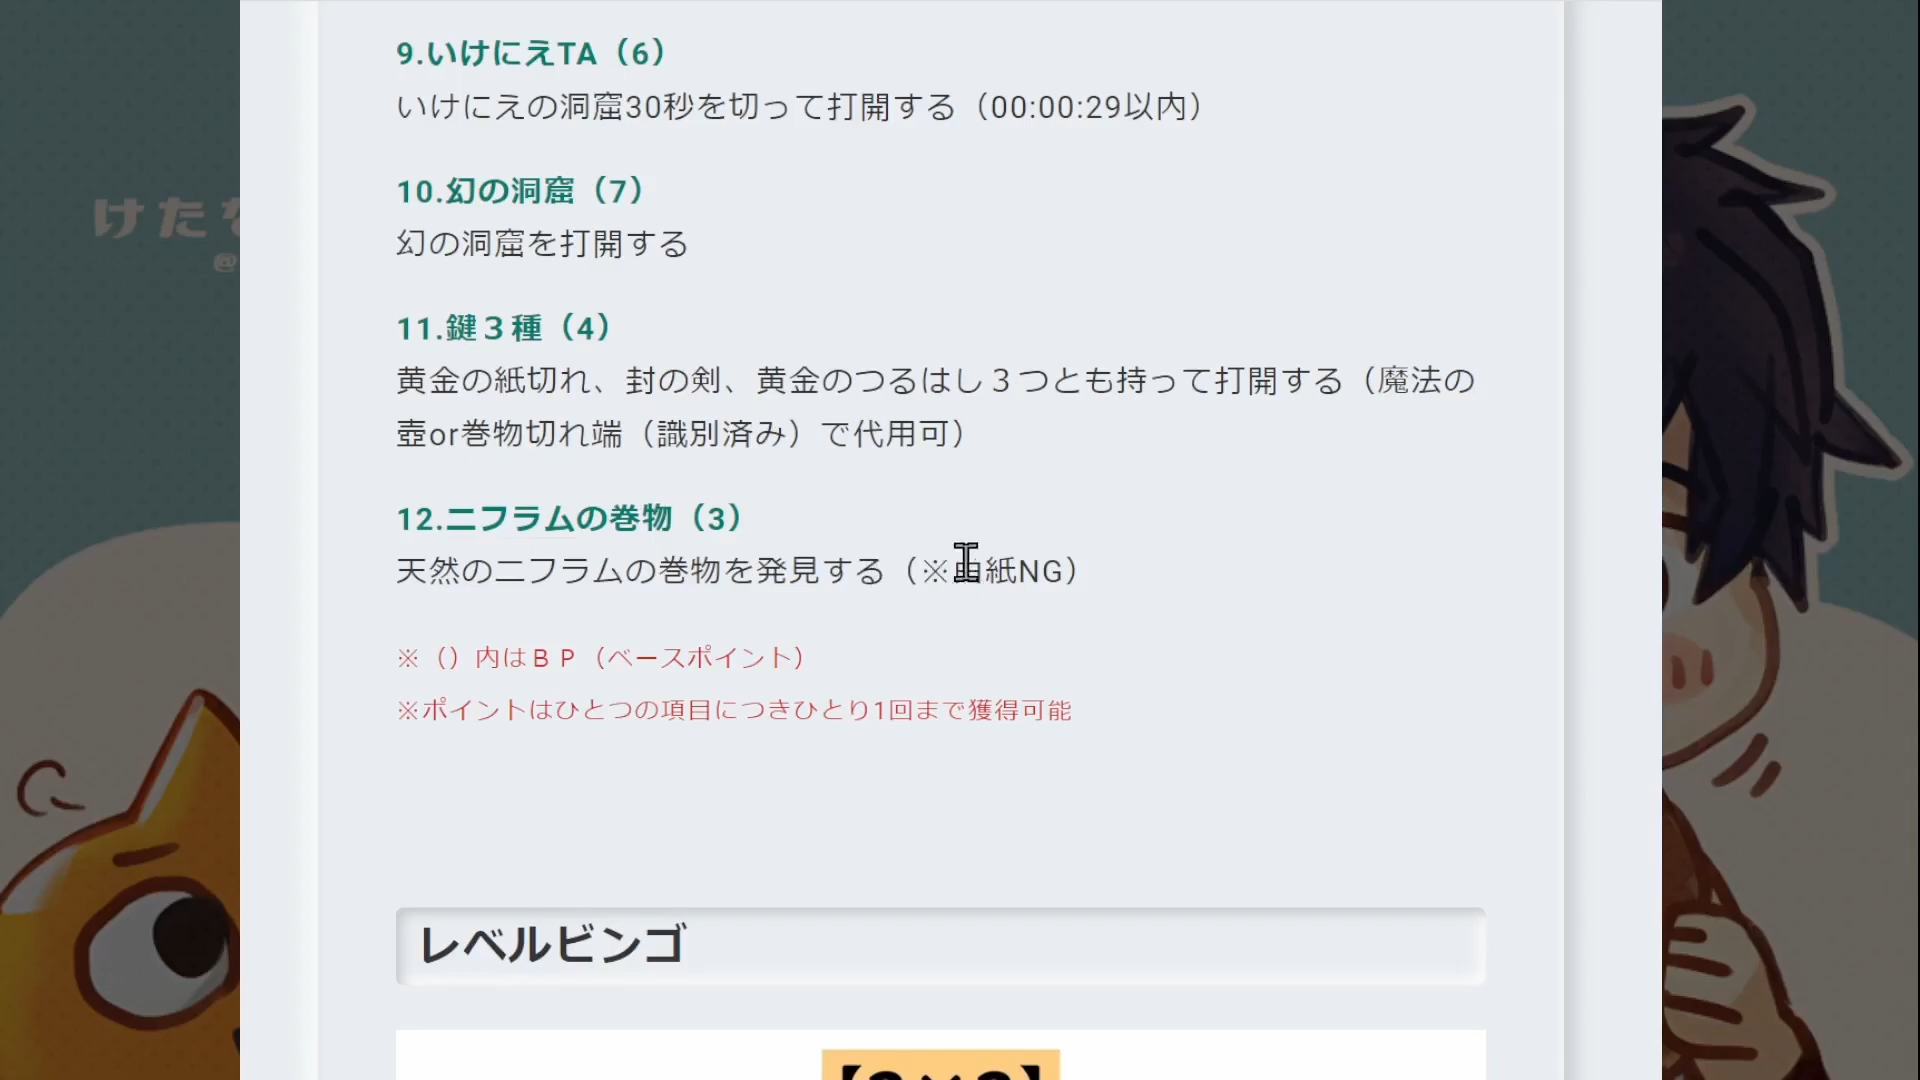 9.いけにえTA（6）
いけにえの洞窟30秒を切って打開する（00:00:29以内）
10.幻の洞窟（7）
幻の洞窟を打開する
11.鍵３種（4）
黄金の紙切れ、封の剣、黄金のつるはし３つとも持って打開する（魔法の
壺or巻物切れ端（識別済み）で代用可）
12.ニフラムの巻物（3）
天然のニフラムの巻物を発見する（※白紙NG）
※（）内はＢＰ（ベースポイント）
※ポイントはひとつの項目につきひとり1回まで獲得可能
けた
@
レベルビンゴ